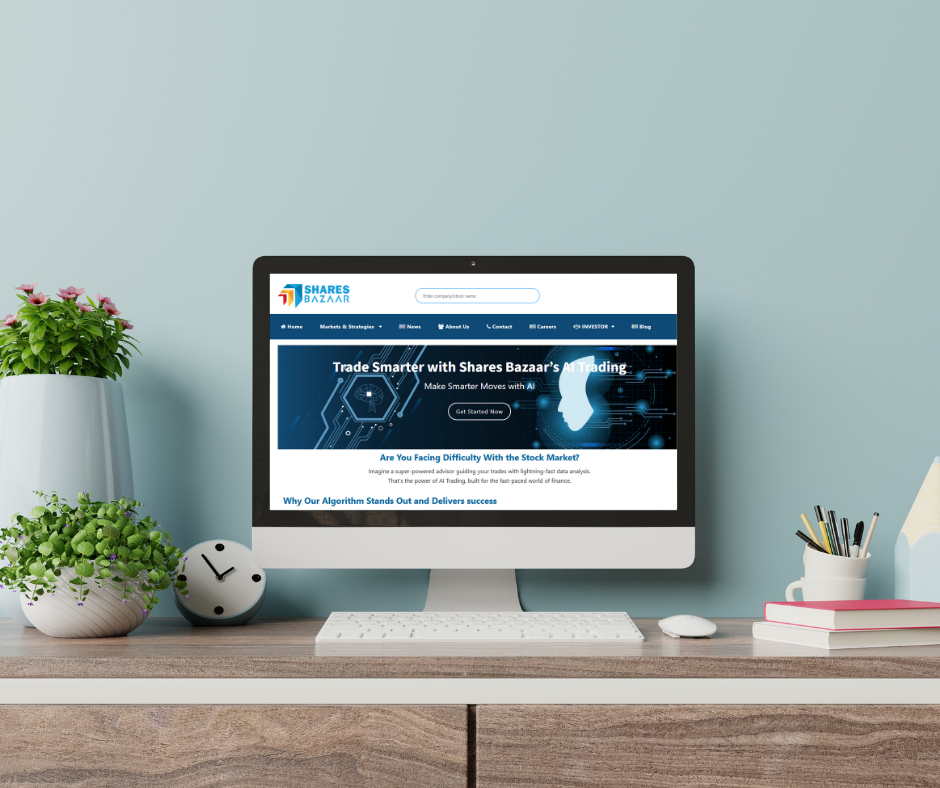 SHARES
BAZAAR
Enter company/stock name
Home Markets & Strategies News About Us Contact Careers INVESTOR Blog
Trade Smarter with Shares Bazaar's AI Trading
Make Smarter Moves with AI
Get Started Now
Are You Facing Difficulty With the Stock Market?
Imagine a super-powered advisor guiding your trades with lightning-fast data analysis.
That's the power of AI Trading, built for the fast-paced world of finance.
Why Our Algorithm Stands Out and Delivers success